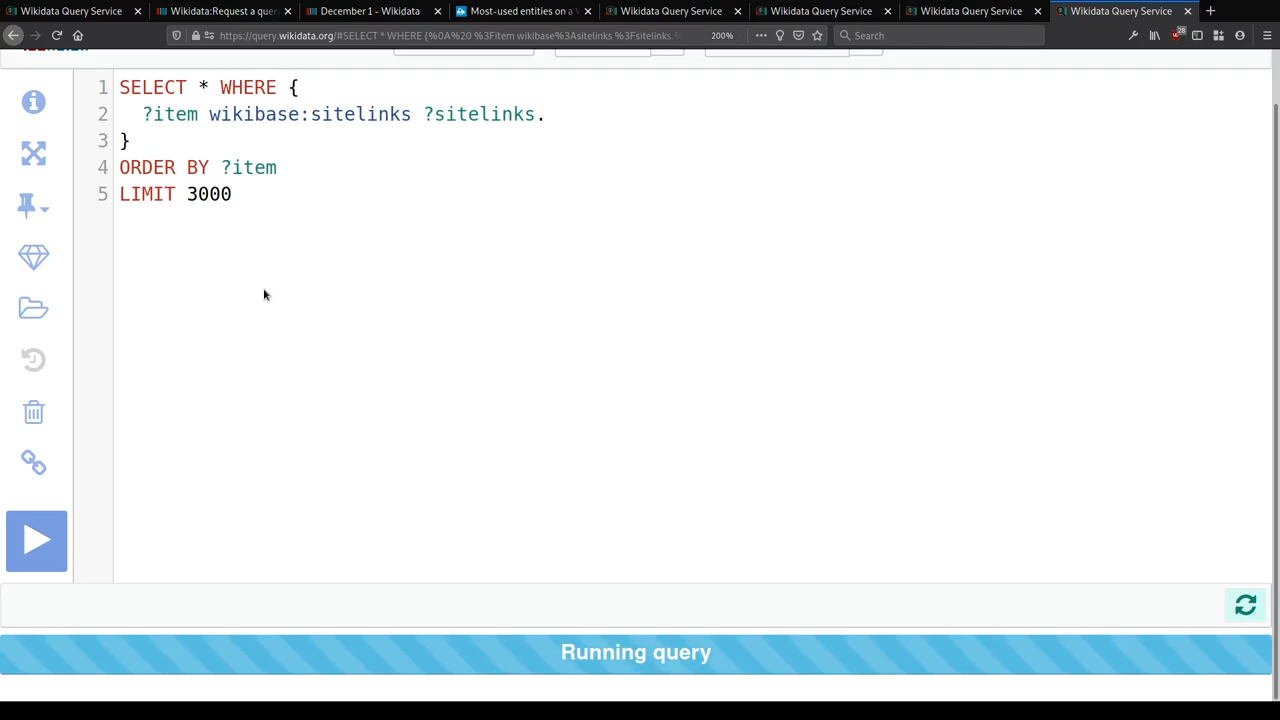 Wikidata Query Service
Wikidata:Request a quer
December 1 - Wikidata
Most-used entities on a
Wikidata Query Service
Wikidata Query Service
Wikidata Query Service
Wikidata Query Service
https://query.wikidata.org/#SELECT * WHERE {%0A%20 %3Fitem wikibase%3Asitelinks %3Fsitelinks.
200%
28
Search
1 SELECT * WHERE {
2 ?item wikibase:sitelinks ?sitelinks.
3 }
4 ORDER BY ?item
5 LIMIT 3000
Running query